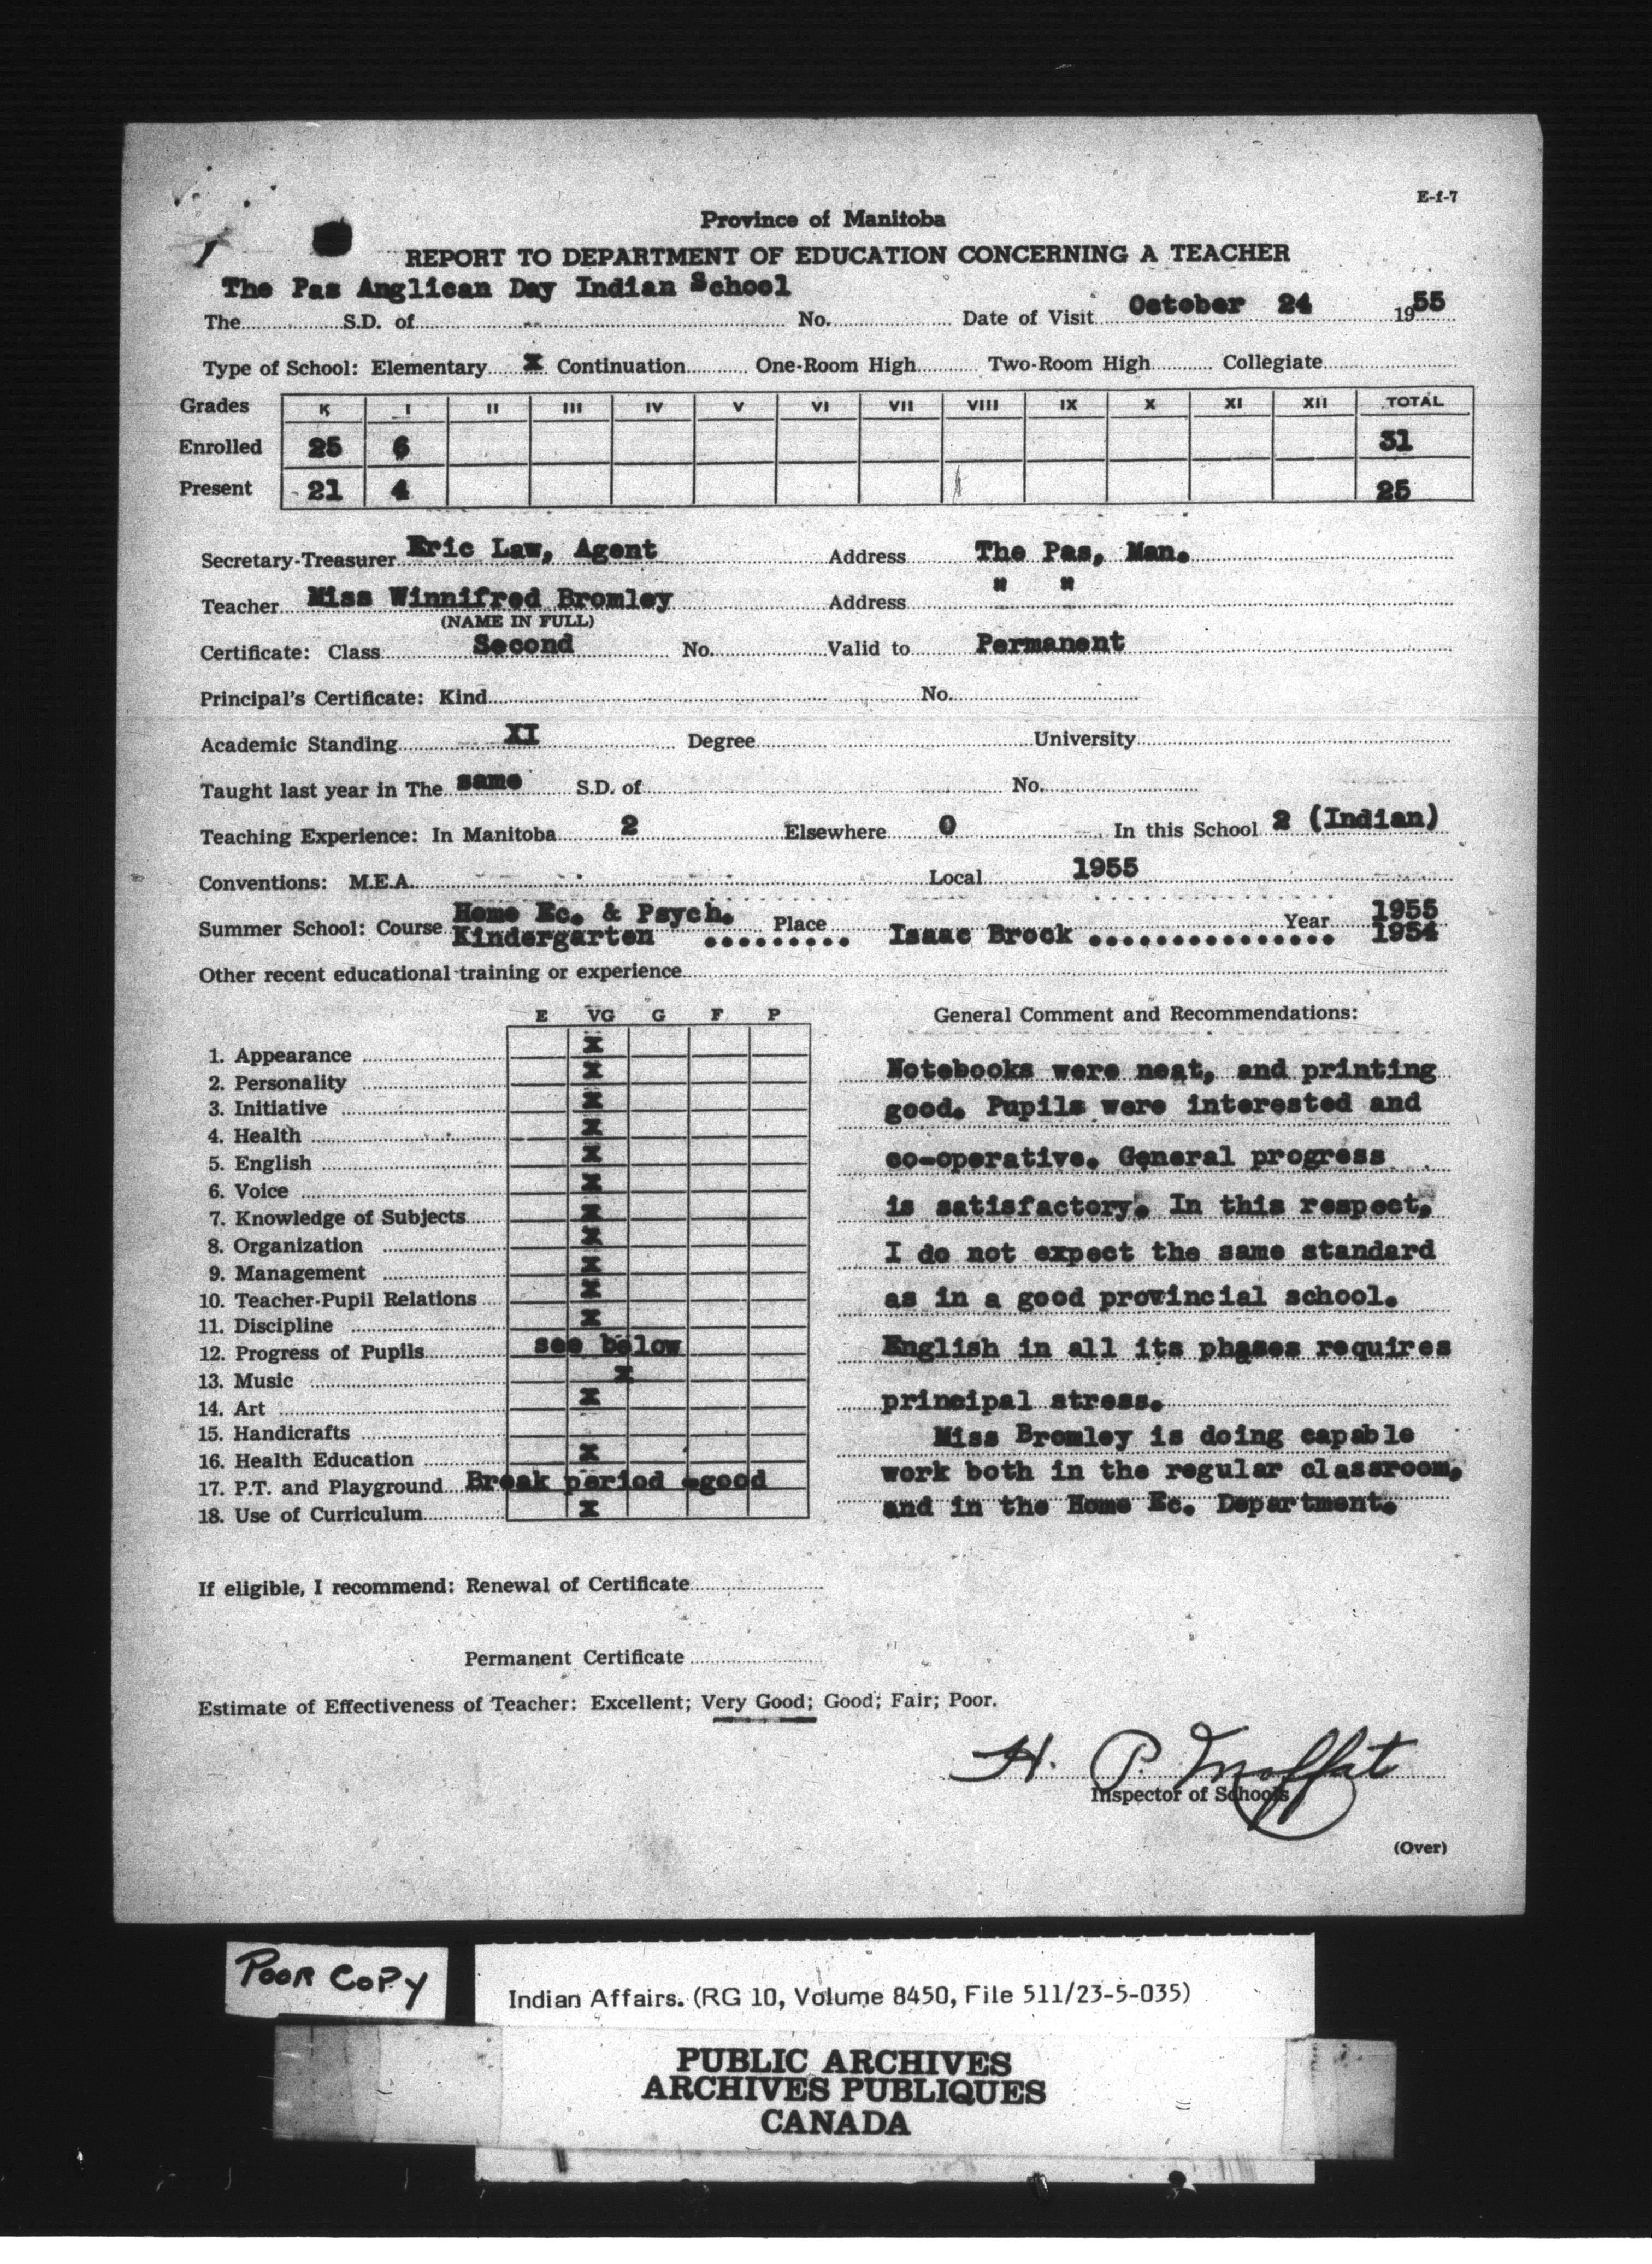 E-f-7
Province of Manitoba
REPORT TO DEPARTMENT OF EDUCATION CONCERNING A TEACHER
The Pas Anglican Day Indian School
The.......S.D. of....... No....... Date of Visit October 24 1955
Type of School: Elementary X Continuation....... One-Room High....... Two-Room High....... Collegiate.......
Grades K I II III IV V VI VII VIII IX X XI XII TOTAL
Enrolled 25 6 31
Present 21 4 25
Secretary-Treasurer Eric Law, Agent Address The Pas, Man.
Teacher Miss Winnifred Bromley Address " "
(NAME IN FULL)
Certificate: Class Second No....... Valid to Permanent
Principal's Certificate: Kind....... No.......
Academic Standing XI Degree....... University.......
Taught last year in The same S.D. of....... No.......
Teaching Experience: In Manitoba 2 Elsewhere 0 In this School 2 (Indian)
Conventions: M.E.A....... Local 1955
Home Ec. & Psych. 1955
Summer School: Course Kindergarten ......... Place Isaac Brock ............... Year 1954
Other recent educational training or experience.......
E VG G F P
1. Appearance X
2. Personality X
3. Initiative X
4. Health X
5. English X
6. Voice X
7. Knowledge of Subjects X
8. Organization X
9. Management X
10. Teacher-Pupil Relations X
11. Discipline X
12. Progress of Pupils see below
13. Music X
14. Art X
15. Handicrafts
16. Health Education X
17. P.T. and Playground Break period -good
18. Use of Curriculum X
General Comment and Recommendations:
Notebooks were neat, and printing
good. Pupils were interested and
co-operative. General progress
is satisfactory. In this respect,
I do not expect the same standard
as in a good provincial school.
English in all its phases requires
principal stress.
Miss Bromley is doing capable
work both in the regular classroom,
and in the Home Ec. Department.
If eligible, I recommend: Renewal of Certificate.......
Permanent Certificate.......
Estimate of Effectiveness of Teacher: Excellent; Very Good; Good; Fair; Poor.
H. P. Moffat
Inspector of Schools
(Over)
POOR COPY
Indian Affairs. (RG 10, Volume 8450, File 511/23-5-035)
PUBLIC ARCHIVES
ARCHIVES PUBLIQUES
CANADA